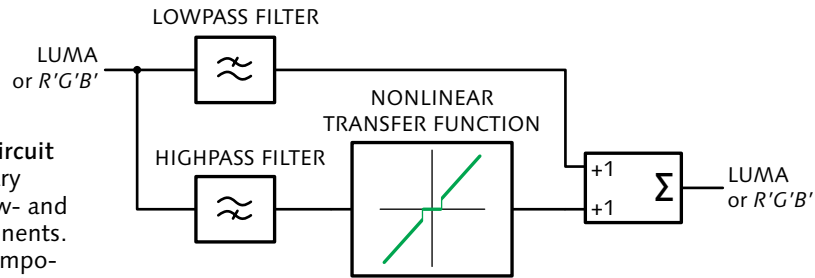 LOWPASS FILTER
LUMA
or R'G'B'
NONLINEAR
TRANSFER FUNCTION
HIGHPASS FILTER
+1
+1
Σ
LUMA
or R'G'B'
ircuit
ry
w- and
nents.
mpo-